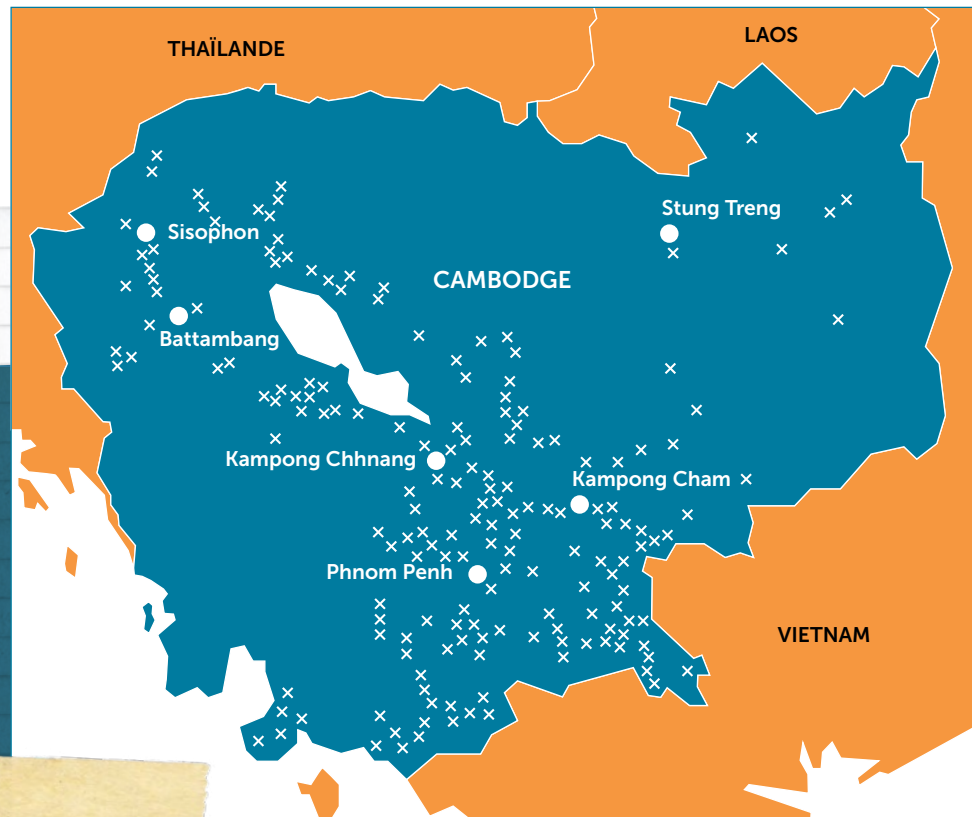 THAÏLANDE
LAOS
Stung Treng
Sisophon
CAMBODGE
Battambang
Kampong Chhnang
Kampong Cham
Phnom Penh
VIETNAM